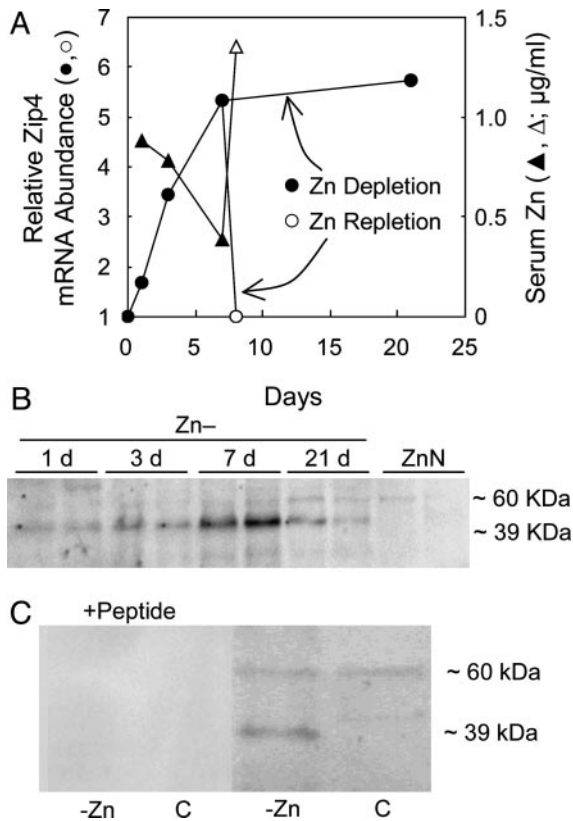 A
Relative Zip4
mRNA Abundance (●,○)
7
6
5
4
3
2
1
1.5
1.0
0.5
0
Serum Zn (▲, △; µg/ml)
Zn Depletion
Zn Repletion
0 5 10 15 20 25
Days
B
Zn–
1 d 3 d 7 d 21 d ZnN
~ 60 KDa
~ 39 KDa
C
+Peptide
~ 60 kDa
~ 39 kDa
-Zn C -Zn C